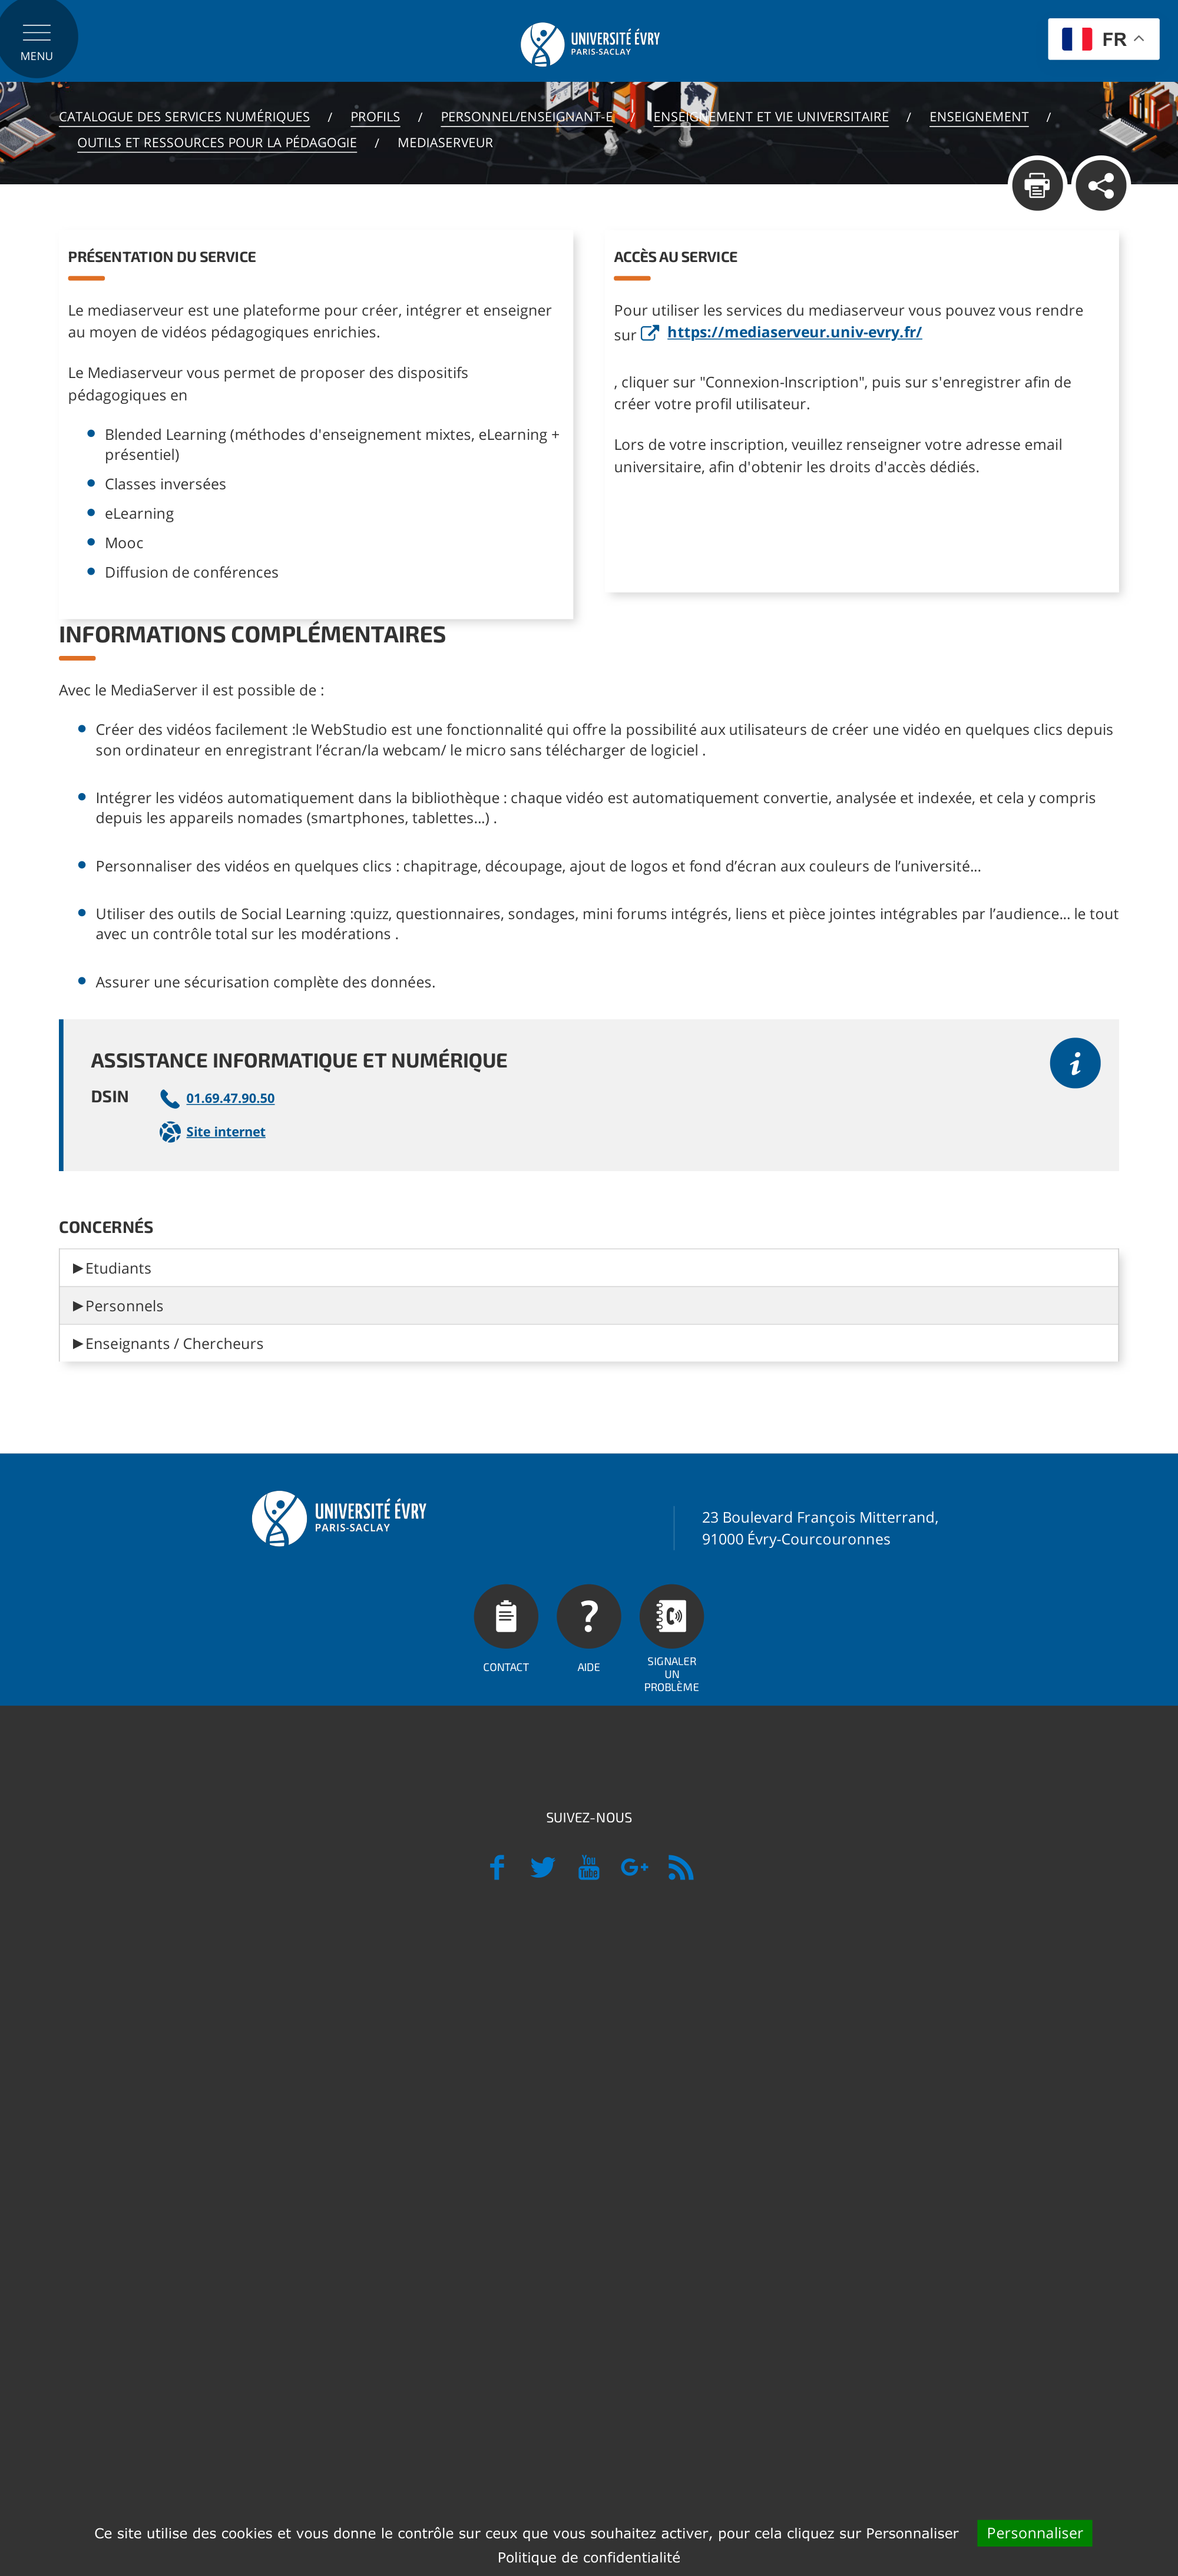 MENU
UNIVERSITÉ ÉVRY
PARIS-SACLAY
FR
CATALOGUE DES SERVICES NUMÉRIQUES / PROFILS / PERSONNEL/ENSEIGNANT-E / ENSEIGNEMENT ET VIE UNIVERSITAIRE / ENSEIGNEMENT /
OUTILS ET RESSOURCES POUR LA PÉDAGOGIE / MEDIASERVEUR
PRÉSENTATION DU SERVICE
Le mediaserveur est une plateforme pour créer, intégrer et enseigner
au moyen de vidéos pédagogiques enrichies.
Le Mediaserveur vous permet de proposer des dispositifs
pédagogiques en
Blended Learning (méthodes d'enseignement mixtes, eLearning +
présentiel)
Classes inversées
eLearning
Mooc
Diffusion de conférences
ACCÈS AU SERVICE
Pour utiliser les services du mediaserveur vous pouvez vous rendre
sur https://mediaserveur.univ-evry.fr/
, cliquer sur "Connexion-Inscription", puis sur s'enregistrer afin de
créer votre profil utilisateur.
Lors de votre inscription, veuillez renseigner votre adresse email
universitaire, afin d'obtenir les droits d'accès dédiés.
INFORMATIONS COMPLÉMENTAIRES
Avec le MediaServer il est possible de :
Créer des vidéos facilement :le WebStudio est une fonctionnalité qui offre la possibilité aux utilisateurs de créer une vidéo en quelques clics depuis
son ordinateur en enregistrant l’écran/la webcam/ le micro sans télécharger de logiciel .
Intégrer les vidéos automatiquement dans la bibliothèque : chaque vidéo est automatiquement convertie, analysée et indexée, et cela y compris
depuis les appareils nomades (smartphones, tablettes...) .
Personnaliser des vidéos en quelques clics : chapitrage, découpage, ajout de logos et fond d’écran aux couleurs de l’université...
Utiliser des outils de Social Learning :quizz, questionnaires, sondages, mini forums intégrés, liens et pièce jointes intégrables par l’audience... le tout
avec un contrôle total sur les modérations .
Assurer une sécurisation complète des données.
ASSISTANCE INFORMATIQUE ET NUMÉRIQUE
DSIN 01.69.47.90.50
Site internet
CONCERNÉS
Etudiants
Personnels
Enseignants / Chercheurs
UNIVERSITÉ ÉVRY
PARIS-SACLAY
23 Boulevard François Mitterrand,
91000 Évry-Courcouronnes
CONTACT
AIDE
SIGNALER
UN
PROBLÈME
SUIVEZ-NOUS
You
Tube
Ce site utilise des cookies et vous donne le contrôle sur ceux que vous souhaitez activer, pour cela cliquez sur Personnaliser Personnaliser
Politique de confidentialité